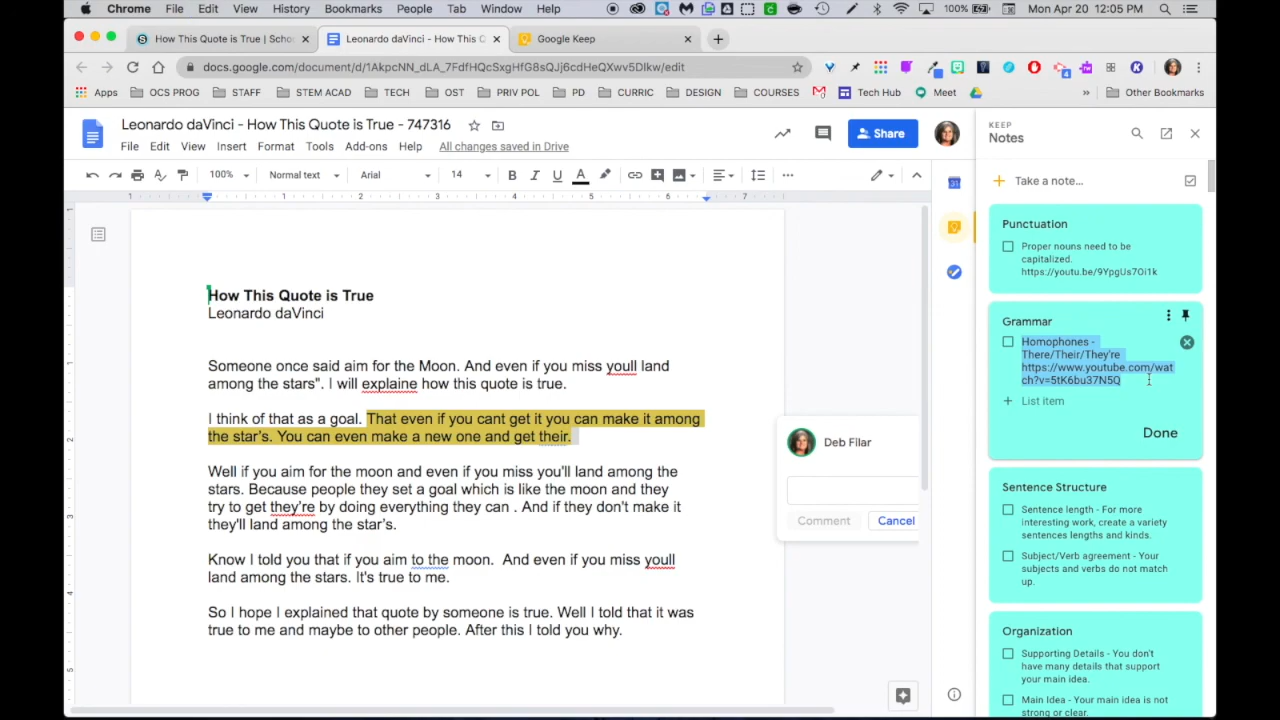 Chrome File Edit View History Bookmarks People Tab Window Help 100% Mon Apr 20 12:05 PM
How This Quote is True | Scho
Leonardo daVinci - How This Q
Google Keep
docs.google.com/document/d/1AkpcNN_dLA_7FdfHQcSxgHfG8sQJj6cdHeQXwv5DIkw/edit
Apps OCS PROG STAFF STEM ACAD TECH OST PRIV POL PD CURRIC DESIGN COURSES Tech Hub Meet » Other Bookmarks
Leonardo daVinci - How This Quote is True - 747316
File Edit View Insert Format Tools Add-ons Help All changes saved in Drive
Share
100% Normal text Arial 14 B I U A
1 1 2 3 4 5 6 7
How This Quote is True
Leonardo daVinci
Someone once said aim for the Moon. And even if you miss youll land
among the stars". I will explaine how this quote is true.
I think of that as a goal. That even if you cant get it you can make it among
the star's. You can even make a new one and get their.
Well if you aim for the moon and even if you miss you'll land among the
stars. Because people they set a goal which is like the moon and they
try to get they're by doing everything they can . And if they don't make it
they'll land among the star's.
Know I told you that if you aim to the moon.  And even if you miss youll
land among the stars. It's true to me.
So I hope I explained that quote by someone is true. Well I told that it was
true to me and maybe to other people. After this I told you why.
1
2
3
4
5
Deb Filar
Comment Cancel
KEEP
Notes
Take a note...
Punctuation
Proper nouns need to be
capitalized.
https://youtu.be/9YpgUs7Oi1k
Grammar
Homophones -
There/Their/They're
https://www.youtube.com/wat
ch?v=5tK6bu37N5Q
List item
Done
Sentence Structure
Sentence length - For more
interesting work, create a variety
sentences lengths and kinds.
Subject/Verb agreement - Your
subjects and verbs do not match
up.
Organization
Supporting Details - You don't
have many details that support
your main idea.
Main Idea - Your main idea is not
strong or clear.